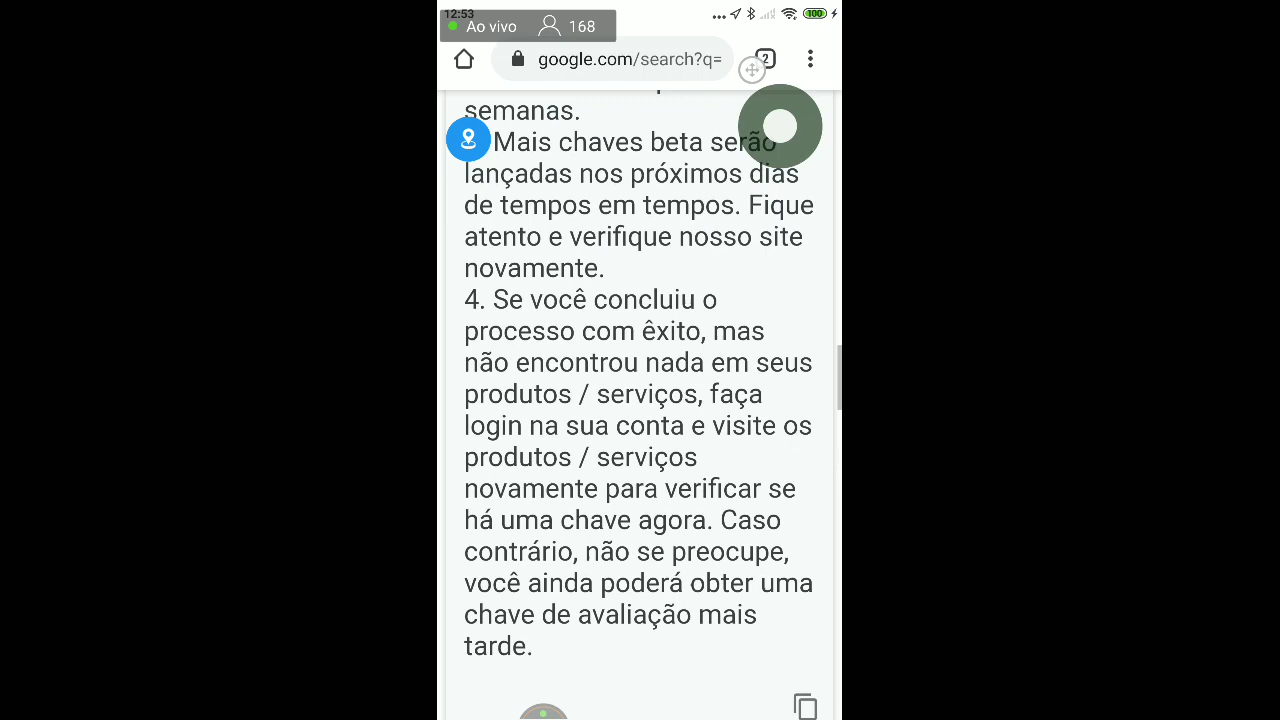 12:53
100
Ao vivo 168
google.com/search?q= 2
semanas.
Mais chaves beta serão
lançadas nos próximos dias
de tempos em tempos. Fique
atento e verifique nosso site
novamente.
4. Se você concluiu o
processo com êxito, mas
não encontrou nada em seus
produtos / serviços, faça
login na sua conta e visite os
produtos / serviços
novamente para verificar se
há uma chave agora. Caso
contrário, não se preocupe,
você ainda poderá obter uma
chave de avaliação mais
tarde.